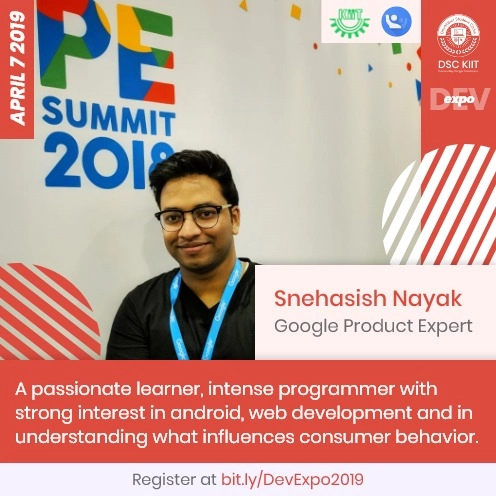 APRIL 7 2019
PE
SUMMIT
2018
KIIT
DSC KIIT
DEV
expo
Snehasish Nayak
Google Product Expert
A passionate learner, intense programmer with
strong interest in android, web development and in
understanding what influences consumer behavior.
Register at bit.ly/DevExpo2019